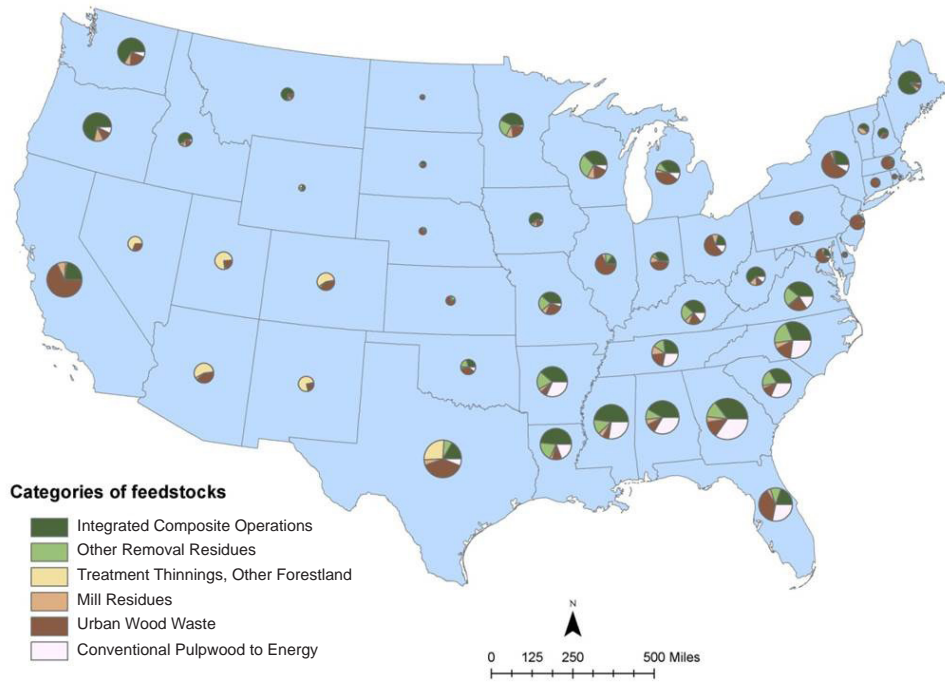 Categories of feedstocks
Integrated Composite Operations
Other Removal Residues
Treatment Thinnings, Other Forestland
Mill Residues
Urban Wood Waste
Conventional Pulpwood to Energy
N
0 125 250 500 Miles